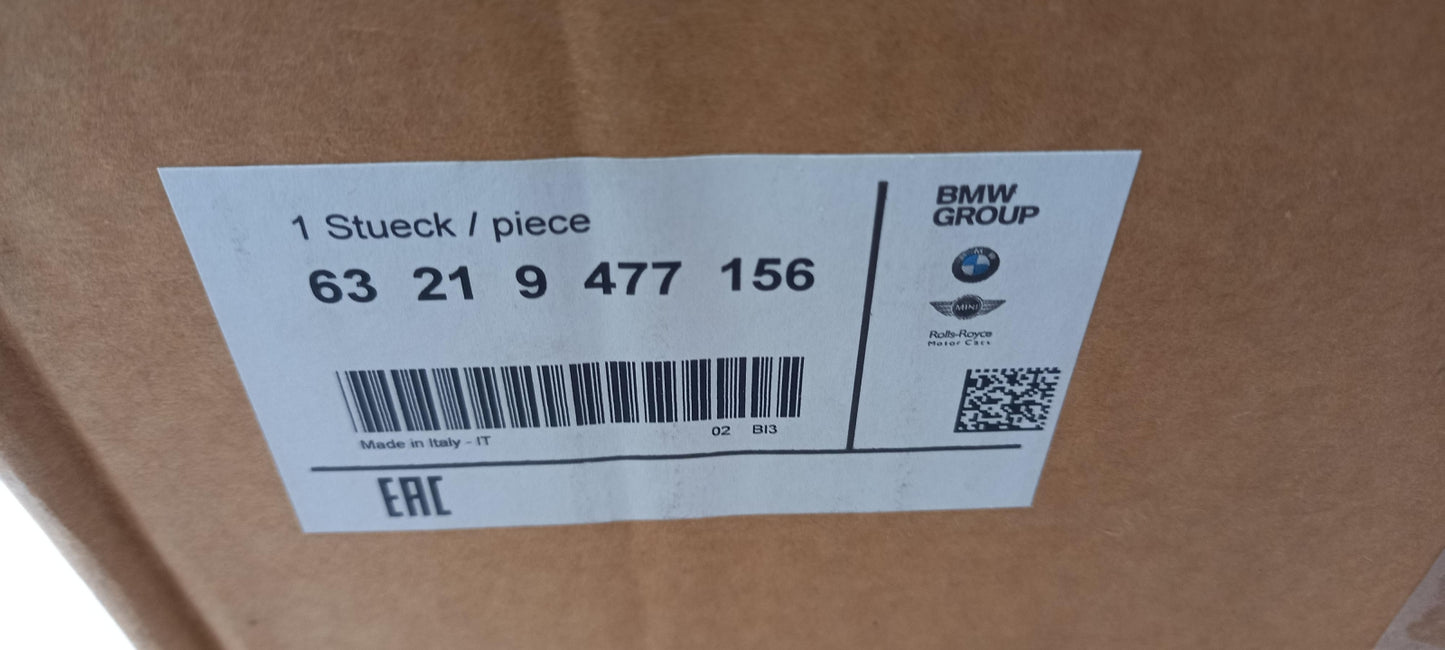 1 Stueck / piece
63 21 9 477 156
Made in Italy - IT
02 BI3
EAC
BMW
GROUP
BMW
MINI
Rolls-Royce
Motor Cars